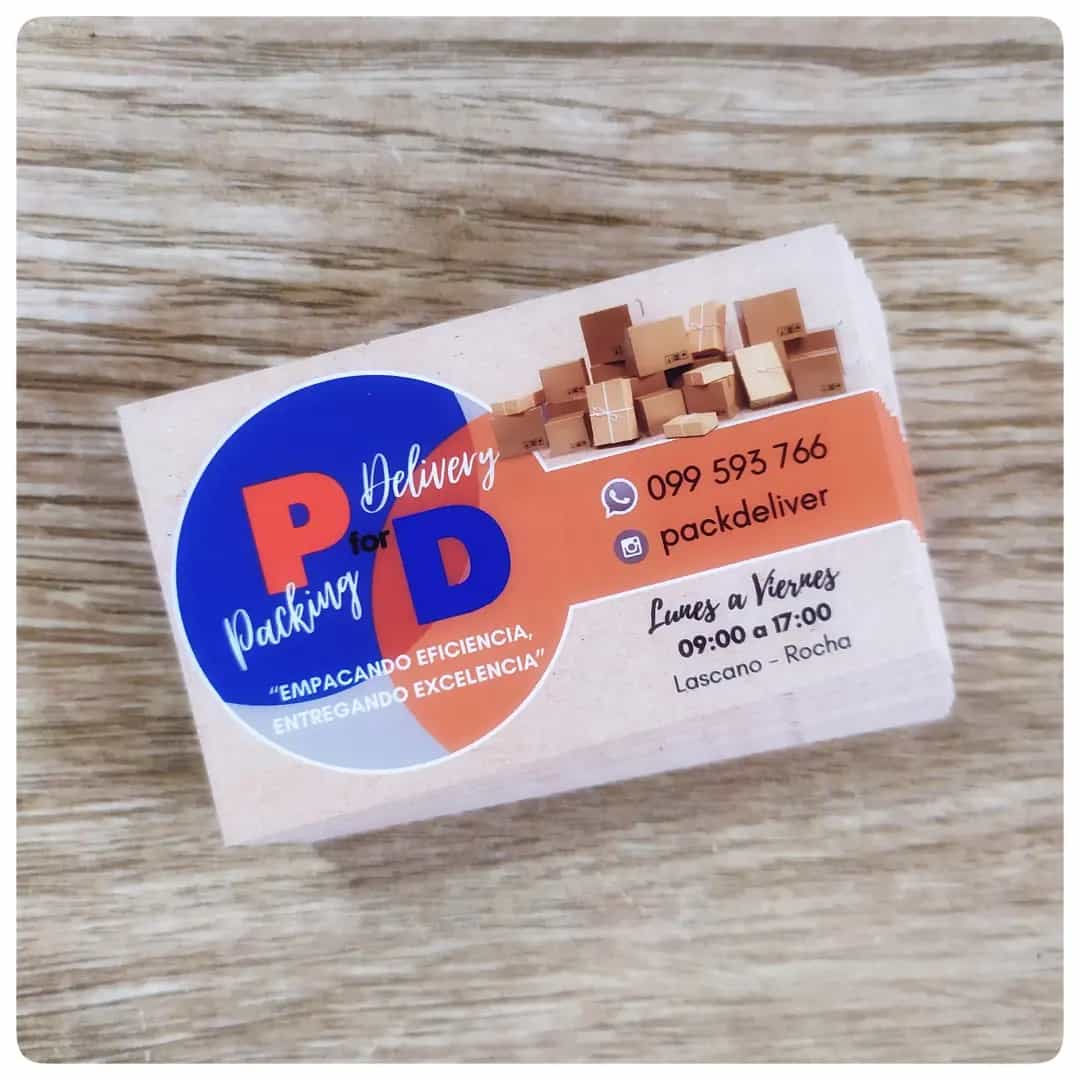 P Delivery
for
Packing D
"EMPACANDO EFICIENCIA,
ENTREGANDO EXCELENCIA"
099 593 766
packdeliver
Lunes a Viernes
09:00 a 17:00
Lascano - Rocha